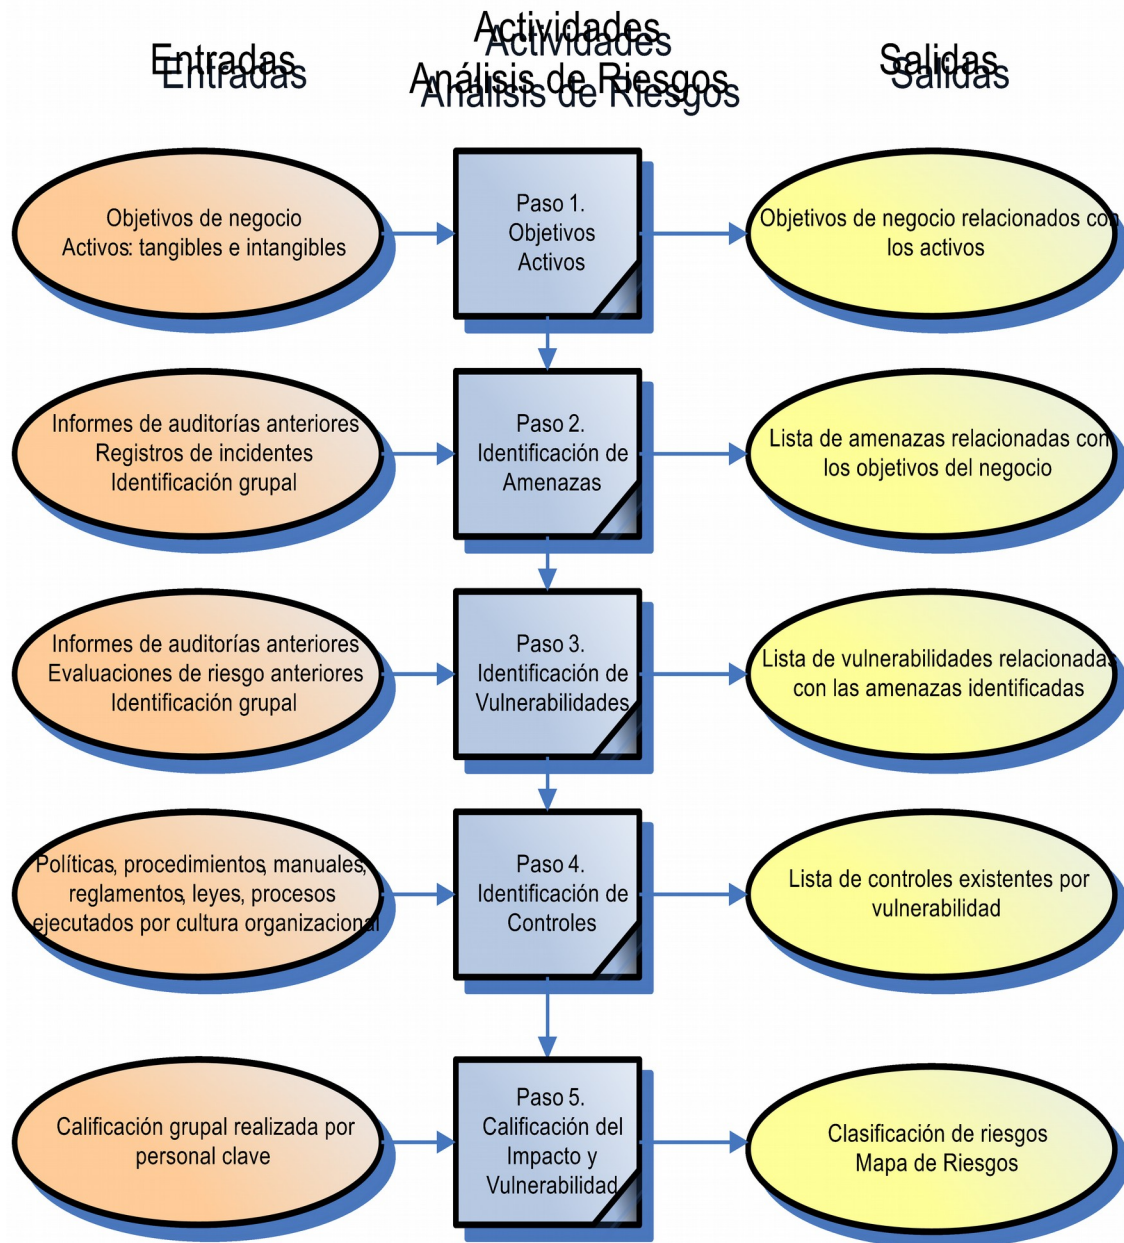 Entradas
Actividades
Análisis de Riesgos
Salidas
Objetivos de negocio
Activos: tangibles e intangibles
Paso 1.
Objetivos
Activos
Objetivos de negocio relacionados con
los activos
Informes de auditorías anteriores
Registros de incidentes
Identificación grupal
Paso 2.
Identificación de
Amenazas
Lista de amenazas relacionadas con
los objetivos del negocio
Informes de auditorías anteriores
Evaluaciones de riesgo anteriores
Identificación grupal
Paso 3.
Identificación de
Vulnerabilidades
Lista de vulnerabilidades relacionadas
con las amenazas identificadas
Políticas, procedimientos, manuales,
reglamentos, leyes, procesos
ejecutados por cultura organizacional
Paso 4.
Identificación de
Controles
Lista de controles existentes por
vulnerabilidad
Calificación grupal realizada por
personal clave
Paso 5.
Calificación del
Impacto y
Vulnerabilidad
Clasificación de riesgos
Mapa de Riesgos